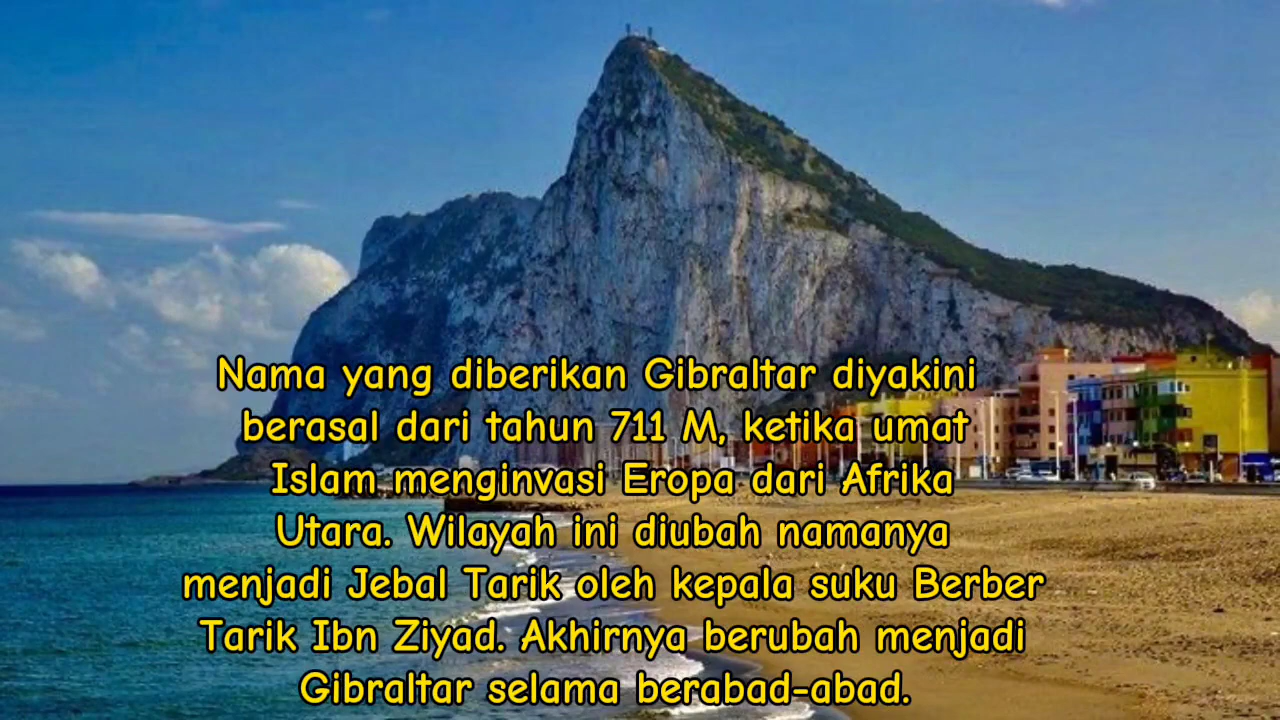 Nama yang diberikan Gibraltar diyakini
berasal dari tahun 711 M, ketika umat
Islam menginvasi Eropa dari Afrika
Utara. Wilayah ini diubah namanya
menjadi Jebal Tarik oleh kepala suku Berber
Tarik Ibn Ziyad. Akhirnya berubah menjadi
Gibraltar selama berabad-abad.